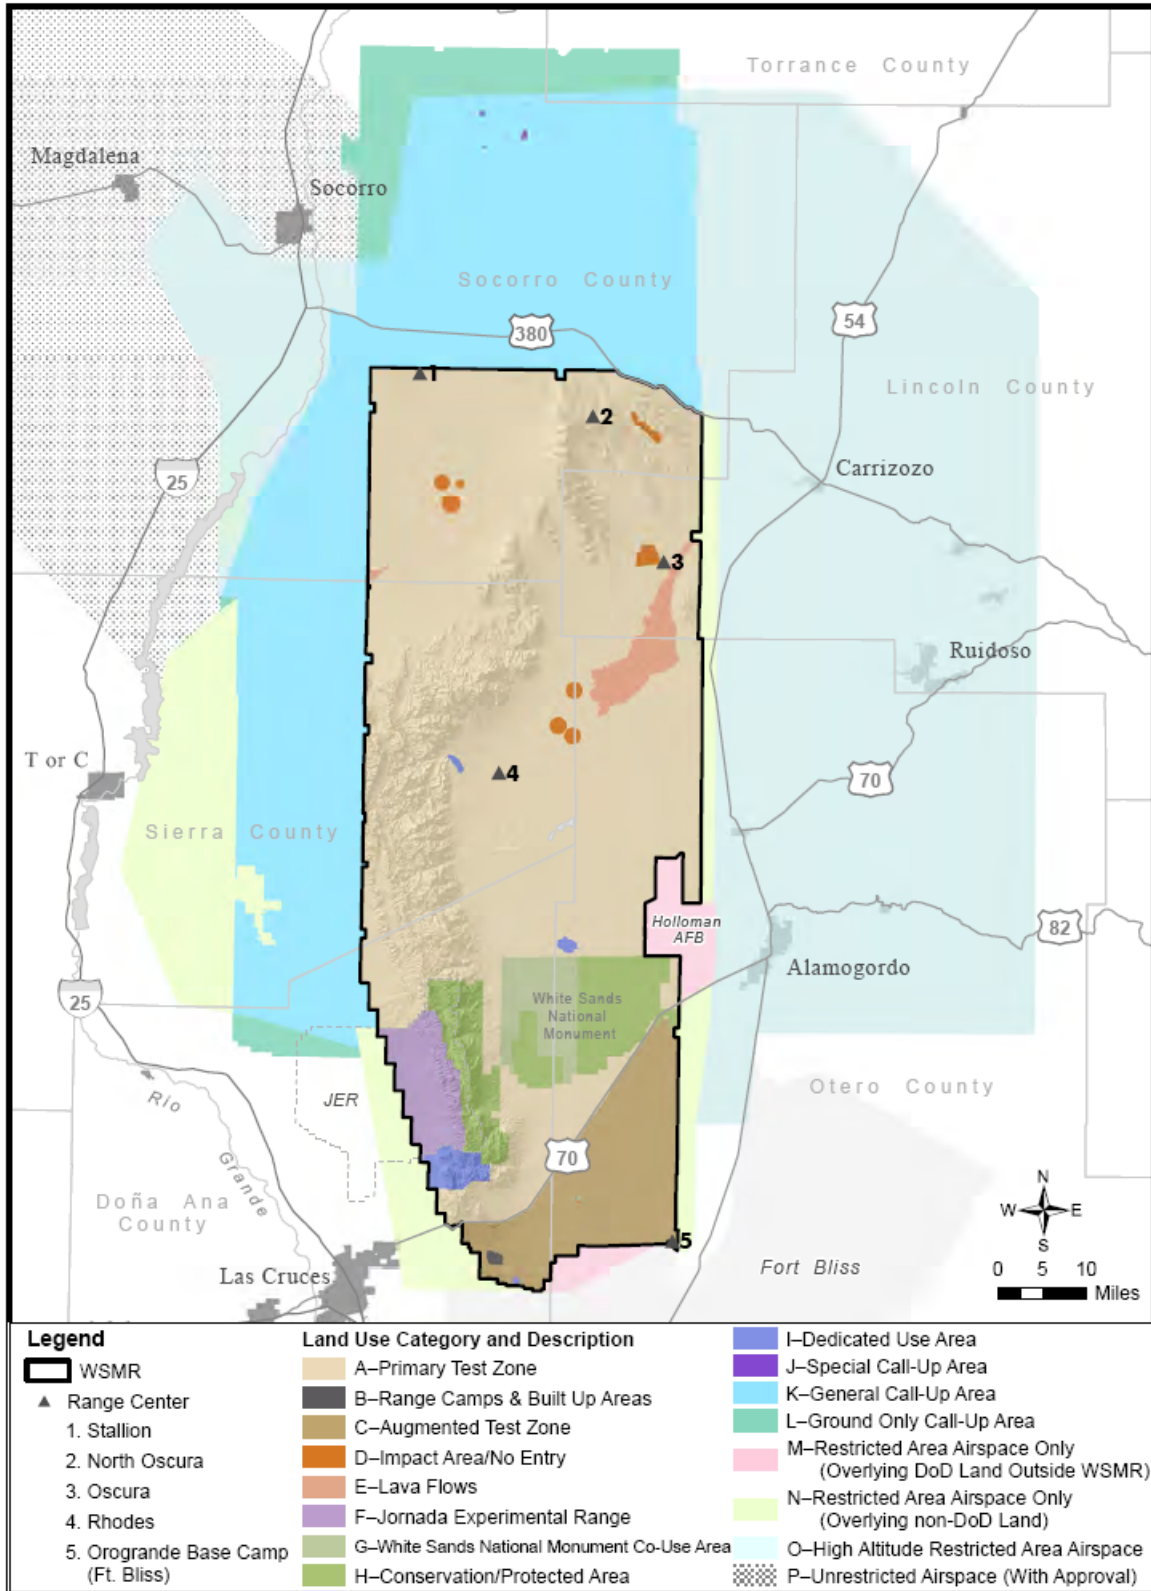 Torrance County
Magdalena
Socorro
Socorro County
380
54
Lincoln County
1
2
Carrizozo
25
3
Ruidoso
T or C
4
70
Sierra County
Holloman
AFB
82
Alamogordo
25
White Sands
National
Monument
Otero County
JER
Rio
Grande
70
Doña Ana
County
N
W E
S
5
Las Cruces
Fort Bliss
0 5 10
Miles
Legend
WSMR
Range Center
1. Stallion
2. North Oscura
3. Oscura
4. Rhodes
5. Orogrande Base Camp
(Ft. Bliss)
Land Use Category and Description
A–Primary Test Zone
B–Range Camps & Built Up Areas
C–Augmented Test Zone
D–Impact Area/No Entry
E–Lava Flows
F–Jornada Experimental Range
G–White Sands National Monument Co-Use Area
H–Conservation/Protected Area
I–Dedicated Use Area
J–Special Call-Up Area
K–General Call-Up Area
L–Ground Only Call-Up Area
M–Restricted Area Airspace Only
(Overlying DoD Land Outside WSMR)
N–Restricted Area Airspace Only
(Overlying non-DoD Land)
O–High Altitude Restricted Area Airspace
P–Unrestricted Airspace (With Approval)